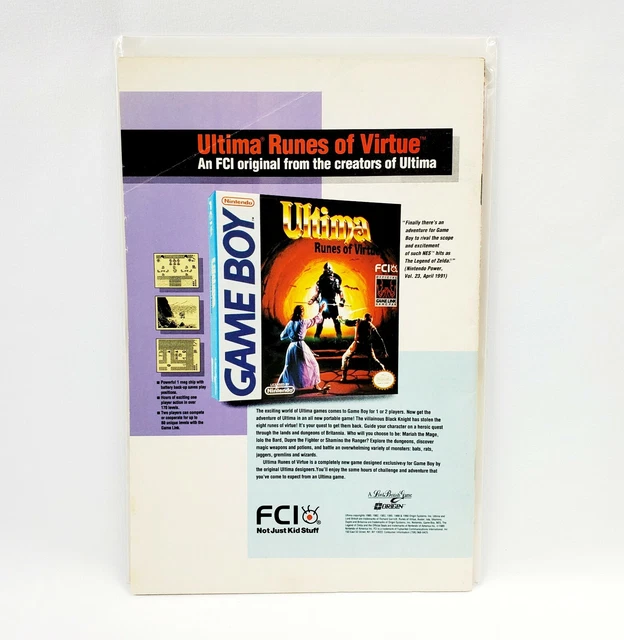 Ultima® Runes of Virtue™
An FCI original from the creators of Ultima
Nintendo
GAME BOY
Ultima
Runes of Virtue
FCI
GAME LINK
Nintendo
"Finally there's an
adventure for Game
Boy to rival the scope
and excitement
of such NES® hits as
The Legend of Zelda."
(Nintendo Power,
Vol. 23, April 1991)
■ Powerful 1 meg chip with
battery back-up saves play
positions.
■ Hours of exciting one
player action in over
170 levels.
■ Two players can compete
or cooperate for up to
88 unique levels with the
Game Link.
The exciting world of Ultima games comes to Game Boy for 1 or 2 players. Now get the
adventure of Ultima in an all new portable game! The villainous Black Knight has stolen the
eight runes of virtue! It's your quest to get them back. Guide your character on a heroic quest
through the lands and dungeons of Britannia. Who will you choose to be: Mariah the Mage,
Iolo the Bard, Dupre the Fighter or Shamino the Ranger? Explore the dungeons, discover
magic weapons and potions, and battle an overwhelming variety of monsters: bats, rats,
jaggers, gremlins and wizards.
Ultima Runes of Virtue is a completely new game designed exclusively for Game Boy by
the original Ultima designers. You'll enjoy the same hours of challenge and adventure that
you've come to expect from an Ultima game.
A Lord British Game
ORIGIN
FCI
Not Just Kid Stuff